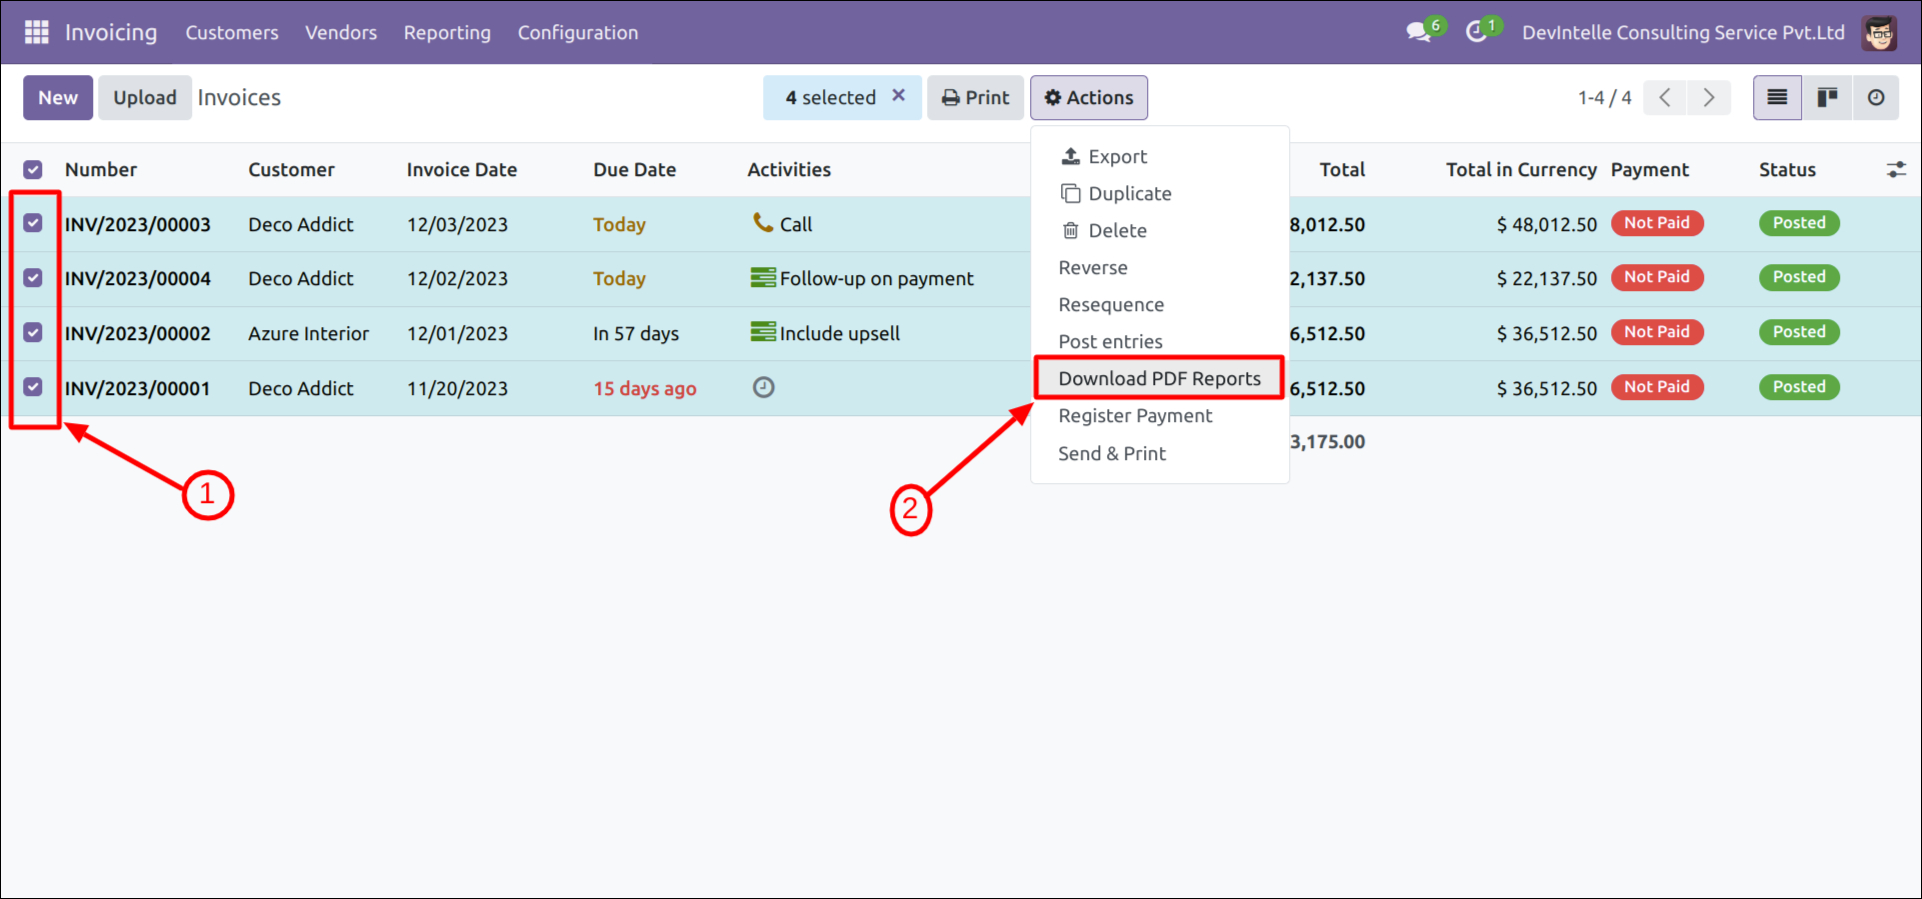 Invoicing Customers Vendors Reporting Configuration 6 1 DevIntelle Consulting Service Pvt.Ltd
New Upload Invoices 4 selected × Print Actions 1-4 / 4
Number Customer Invoice Date Due Date Activities Total Total in Currency Payment Status
INV/2023/00003 Deco Addict 12/03/2023 Today Call 8,012.50 $ 48,012.50 Not Paid Posted
INV/2023/00004 Deco Addict 12/02/2023 Today Follow-up on payment 2,137.50 $ 22,137.50 Not Paid Posted
INV/2023/00002 Azure Interior 12/01/2023 In 57 days Include upsell 6,512.50 $ 36,512.50 Not Paid Posted
INV/2023/00001 Deco Addict 11/20/2023 15 days ago 6,512.50 $ 36,512.50 Not Paid Posted
3,175.00
Export
Duplicate
Delete
Reverse
Resequence
Post entries
Download PDF Reports
Register Payment
Send & Print
1
2